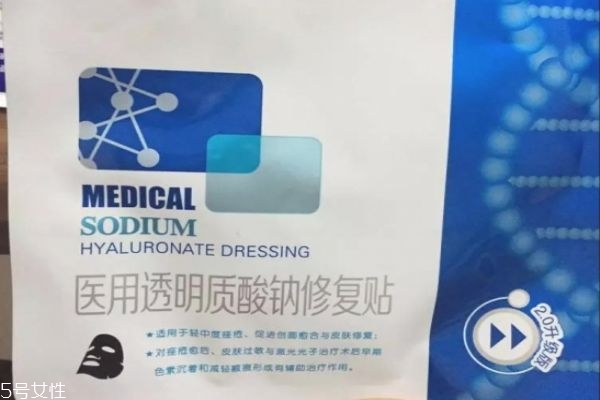 MEDICAL
SODIUM
HYALURONATE DRESSING
医用透明质酸钠修复贴
★适用于轻中度痤疮、促进创面愈合与皮肤修复；
★对痤疮愈后、皮肤过敏与激光光子治疗术后早期
色素沉着和减轻瘢痕形成有辅助治疗作用。
2.0升级版
5号女性